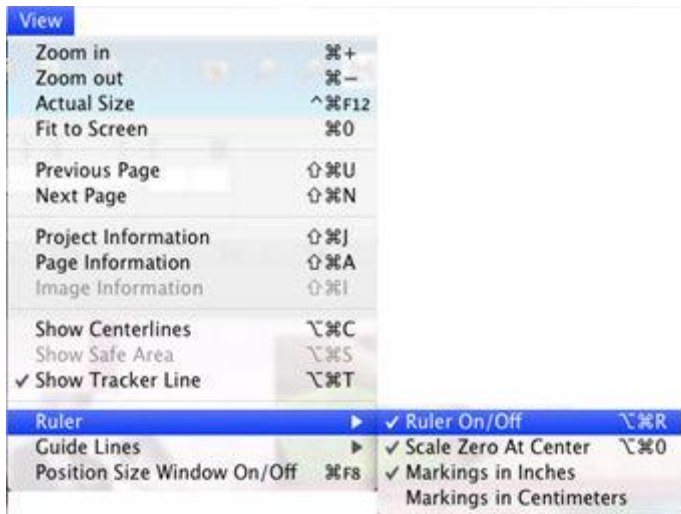 View
Zoom in ⌘+
Zoom out ⌘−
Actual Size ^⌘F12
Fit to Screen ⌘0
Previous Page ⇧⌘U
Next Page ⇧⌘N
Project Information ⇧⌘J
Page Information ⇧⌘A
Image Information ⇧⌘I
Show Centerlines ⌥⌘C
Show Safe Area ⌥⌘S
✓ Show Tracker Line ⌥⌘T
Ruler ▶
✓ Ruler On/Off ⌥⌘R
Guide Lines ▶
✓ Scale Zero At Center ⌥⌘0
Position Size Window On/Off ⌘F8
✓ Markings in Inches
Markings in Centimeters